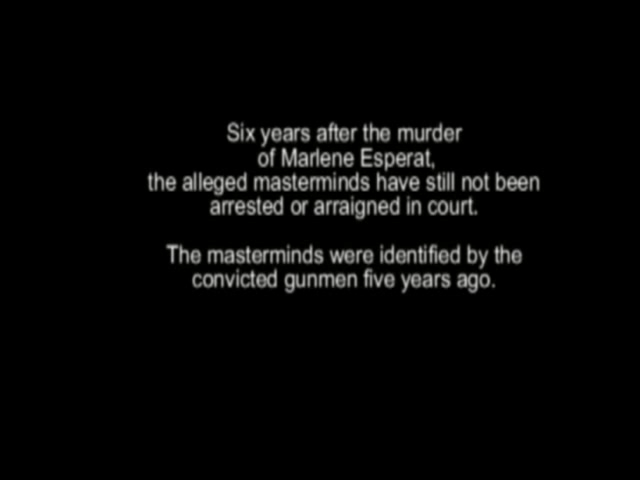 Six years after the murder
of Marlene Esperat,
the alleged masterminds have still not been
arrested or arraigned in court.
The masterminds were identified by the
convicted gunmen five years ago.